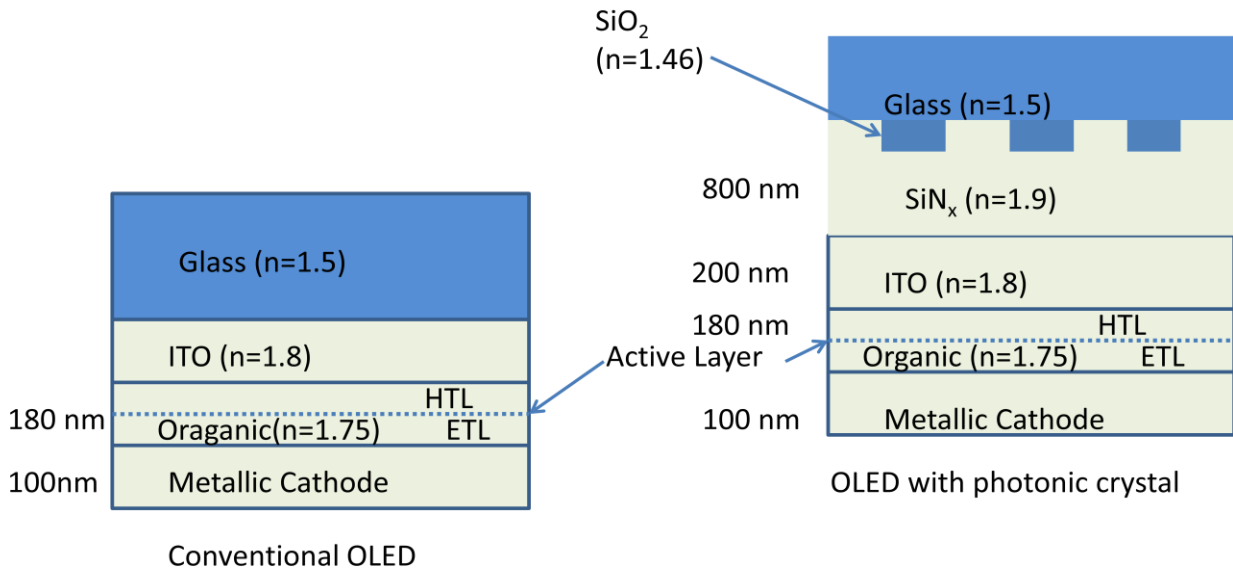 Glass (n=1.5)
ITO (n=1.8)
HTL
180 nm
Oraganic(n=1.75)
ETL
100nm
Metallic Cathode
Conventional OLED
Active Layer
SiO₂
(n=1.46)
Glass (n=1.5)
800 nm
SiNₓ (n=1.9)
200 nm
ITO (n=1.8)
180 nm
HTL
Organic (n=1.75)
ETL
100 nm
Metallic Cathode
OLED with photonic crystal